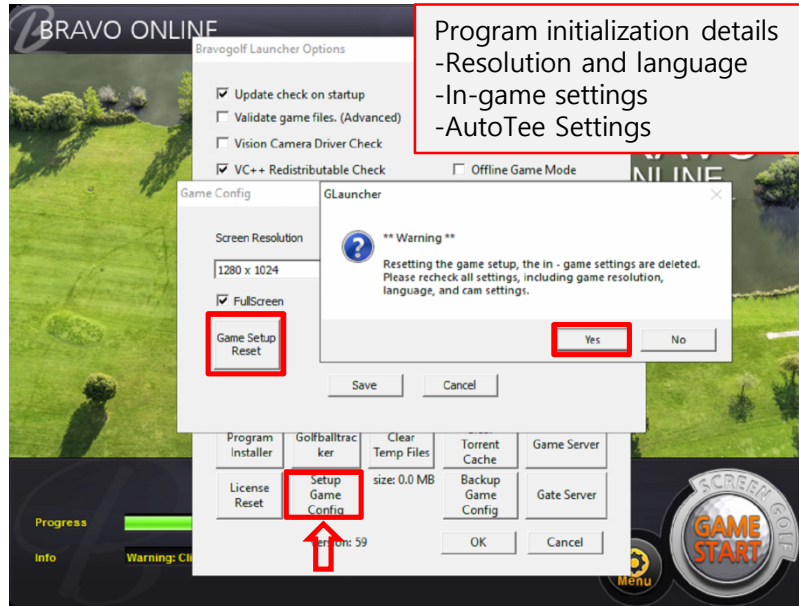 BRAVO ONLINE
Program initialization details
-Resolution and language
-In-game settings
-AutoTee Settings
Bravogolf Launcher Options
Update check on startup
Validate game files. (Advanced)
Vision Camera Driver Check
VC++ Redistributable Check
Offline Game Mode
Game Config
GLauncher
Screen Resolution
1280 x 1024
FullScreen
Game Setup
Reset
** Warning **
Resetting the game setup, the in - game settings are deleted.
Please recheck all settings, including game resolution,
language, and cam settings.
Yes
No
Save
Cancel
Program
Installer
Golfballtrac
ker
Clear
Temp Files
Torrent
Cache
Game Server
License
Reset
Setup
Game
Config
size: 0.0 MB
Backup
Game
Config
Gate Server
Progress
Info
Warning: Cli
59
OK
Cancel
Menu
SCREEN GOLF
GAME
START